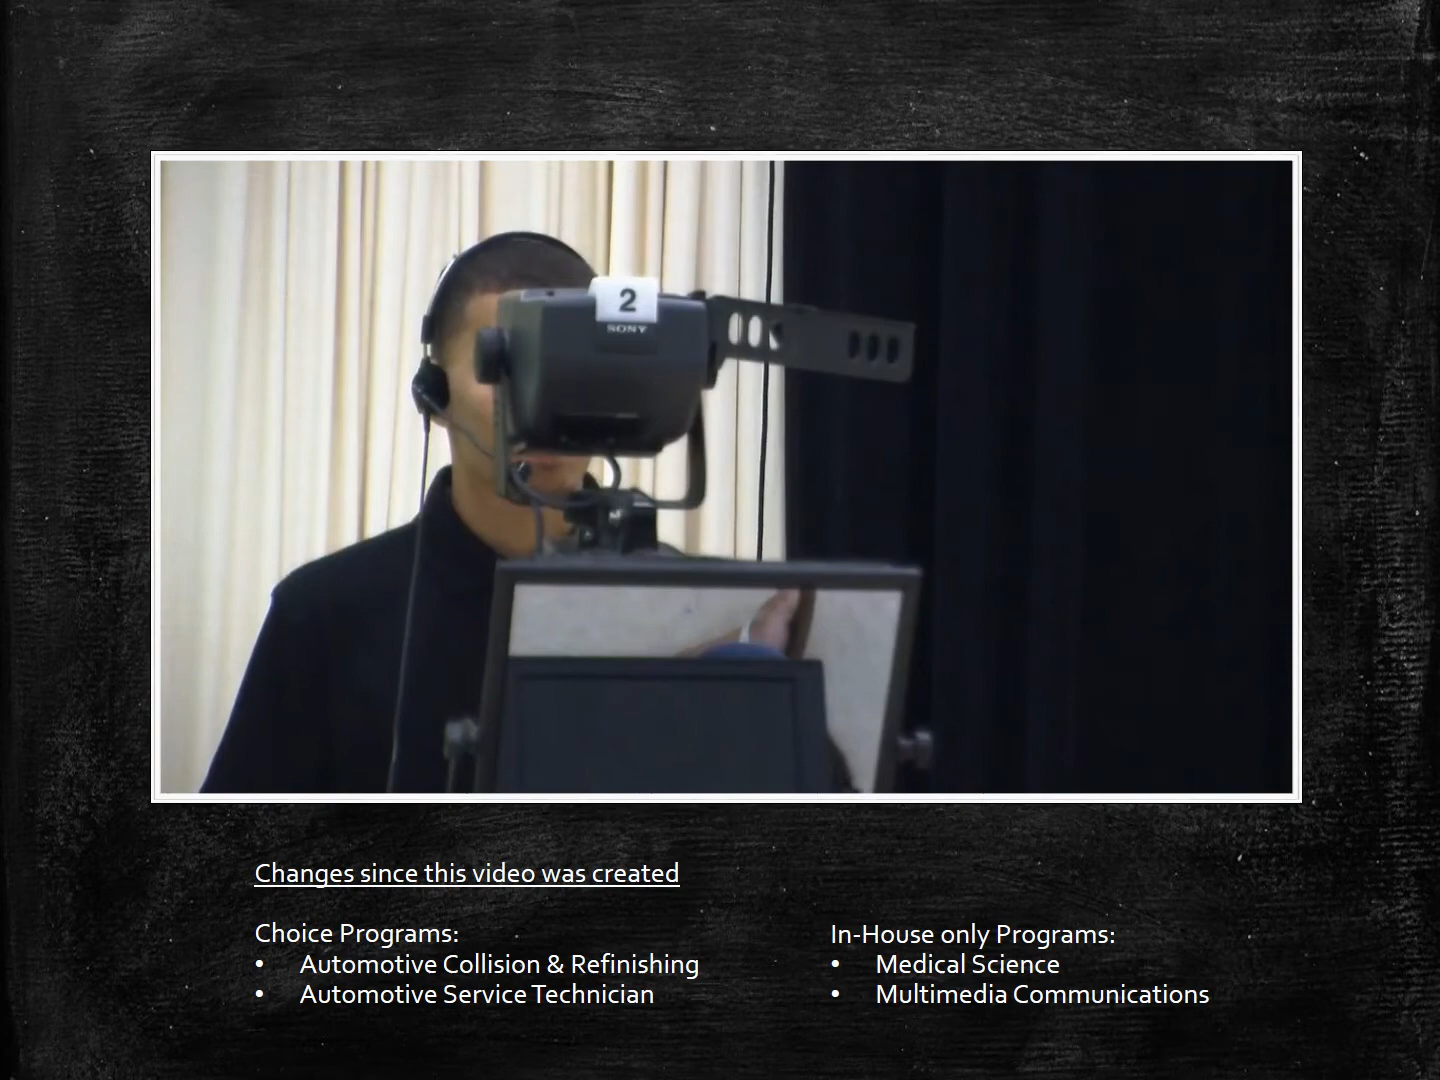 2
SONY
Changes since this video was created
Choice Programs:
• Automotive Collision & Refinishing
• Automotive Service Technician
In-House only Programs:
• Medical Science
• Multimedia Communications